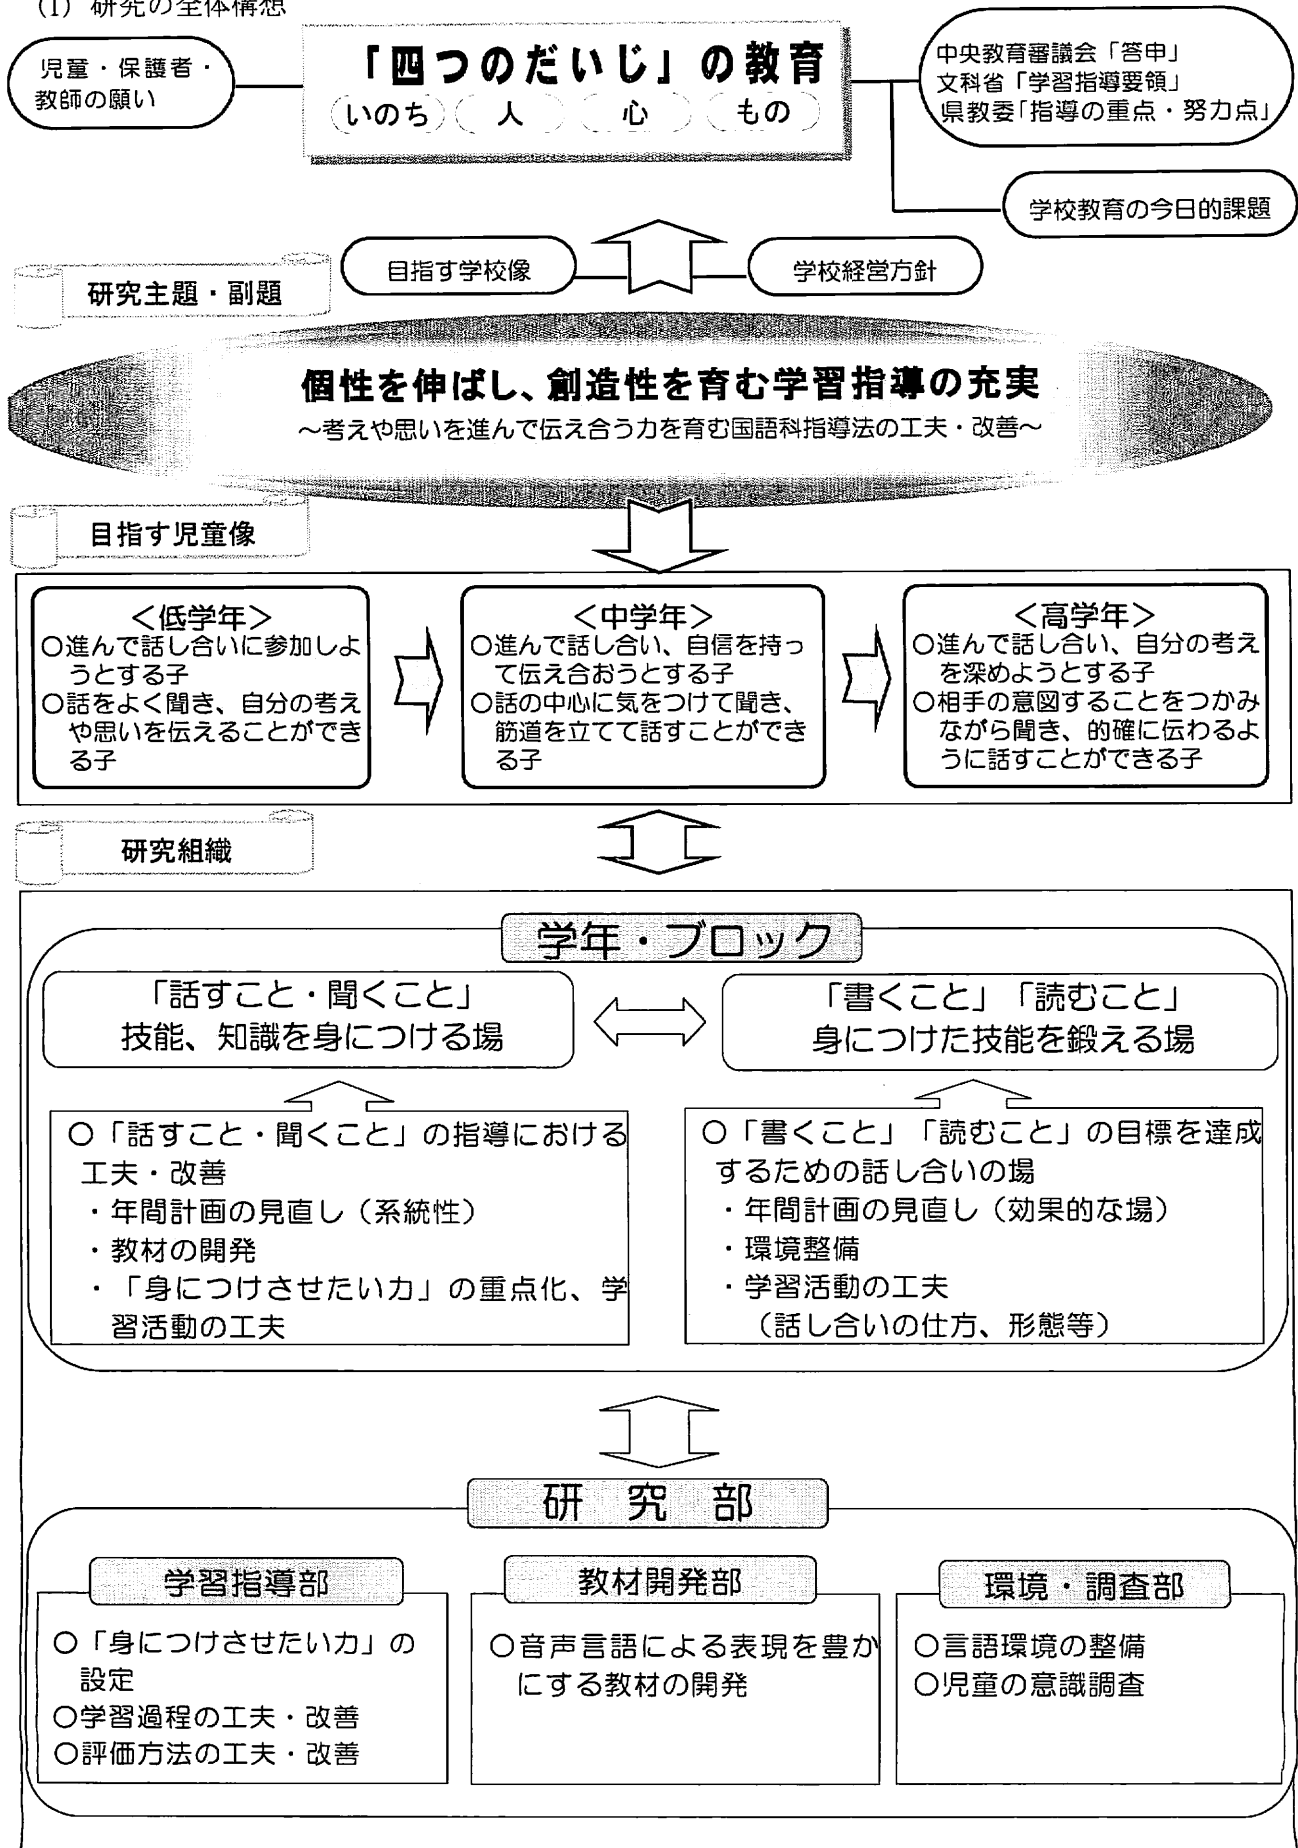 (1) 研究の全体構想
児童・保護者・
教師の願い
「四つのだいじ」の教育
いのち 人 心 もの
中央教育審議会「答申」
文科省「学習指導要領」
県教委「指導の重点・努力点」
学校教育の今日的課題
目指す学校像
学校経営方針
研究主題・副題
個性を伸ばし、創造性を育む学習指導の充実
～考えや思いを進んで伝え合う力を育む国語科指導法の工夫・改善～
目指す児童像
＜低学年＞
○進んで話し合いに参加しよ
うとする子
○話をよく聞き、自分の考え
や思いを伝えることができ
る子
＜中学年＞
○進んで話し合い、自信を持っ
て伝え合おうとする子
○話の中心に気をつけて聞き、
筋道を立てて話すことができ
る子
＜高学年＞
○進んで話し合い、自分の考え
を深めようとする子
○相手の意図することをつかみ
ながら聞き、的確に伝わるよ
うに話すことができる子
研究組織
学年・ブロック
「話すこと・聞くこと」
技能、知識を身につける場
「書くこと」「読むこと」
身につけた技能を鍛える場
○「話すこと・聞くこと」の指導における
工夫・改善
・年間計画の見直し（系統性）
・教材の開発
・「身につけさせたい力」の重点化、学
習活動の工夫
○「書くこと」「読むこと」の目標を達成
するための話し合いの場
・年間計画の見直し（効果的な場）
・環境整備
・学習活動の工夫
（話し合いの仕方、形態等）
研 究 部
学習指導部
○「身につけさせたい力」の
設定
○学習過程の工夫・改善
○評価方法の工夫・改善
教材開発部
○音声言語による表現を豊か
にする教材の開発
環境・調査部
○言語環境の整備
○児童の意識調査